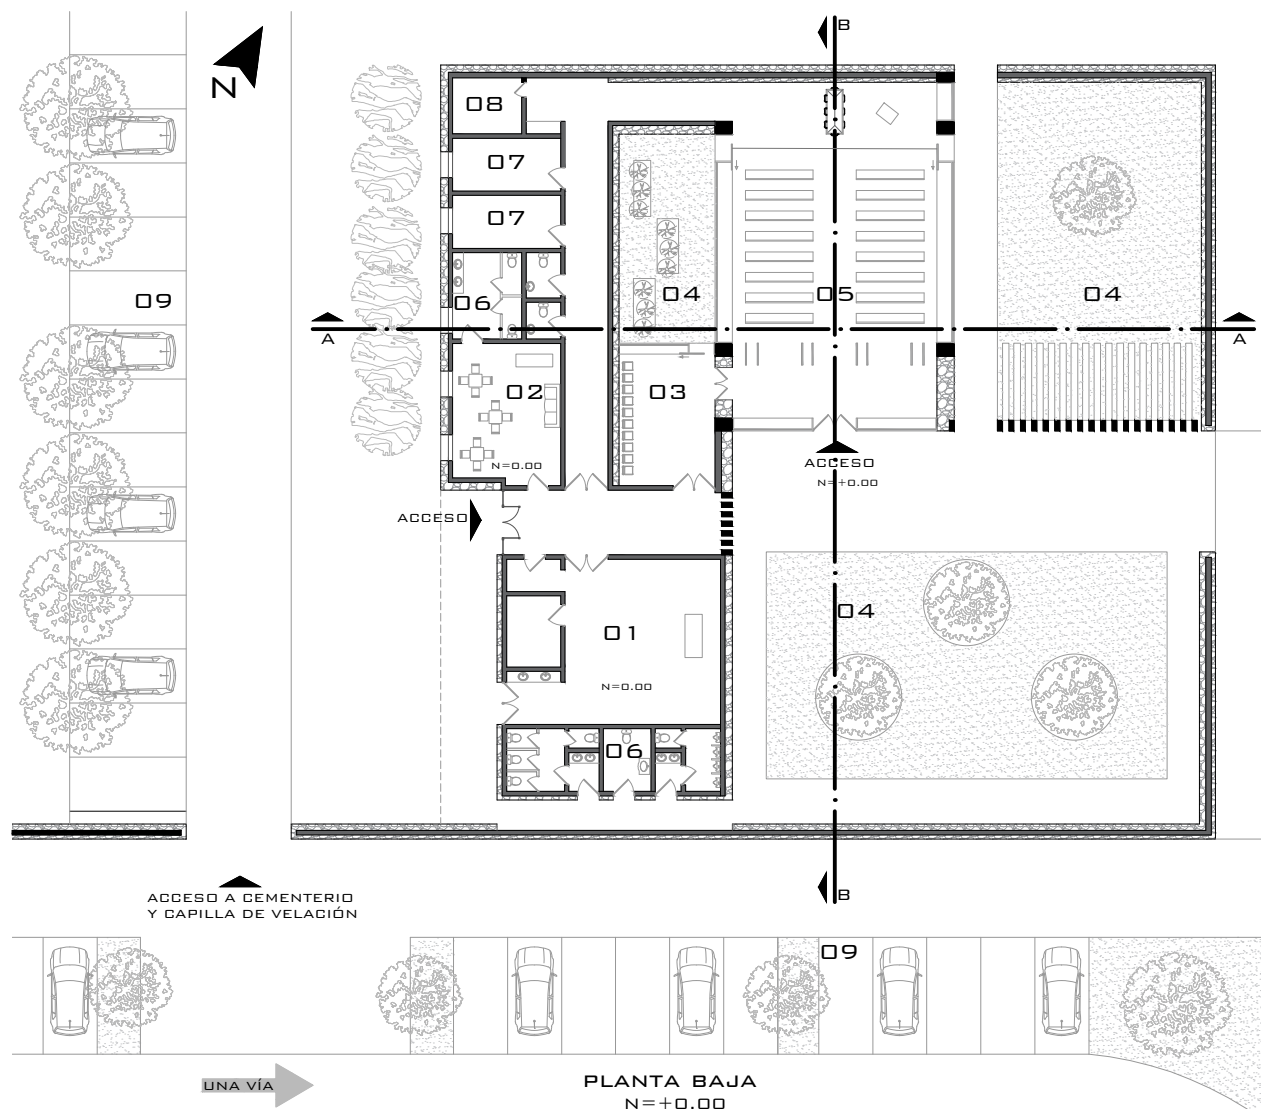 B
N
08
07
07
09
06
04
05
04
A
A
02
03
N=0.00
ACCESO
N=+0.00
ACCESO
04
01
N=0.00
06
ACCESO A CEMENTERIO
Y CAPILLA DE VELACIÓN
B
09
UNA VÍA
PLANTA BAJA
N=+0.00